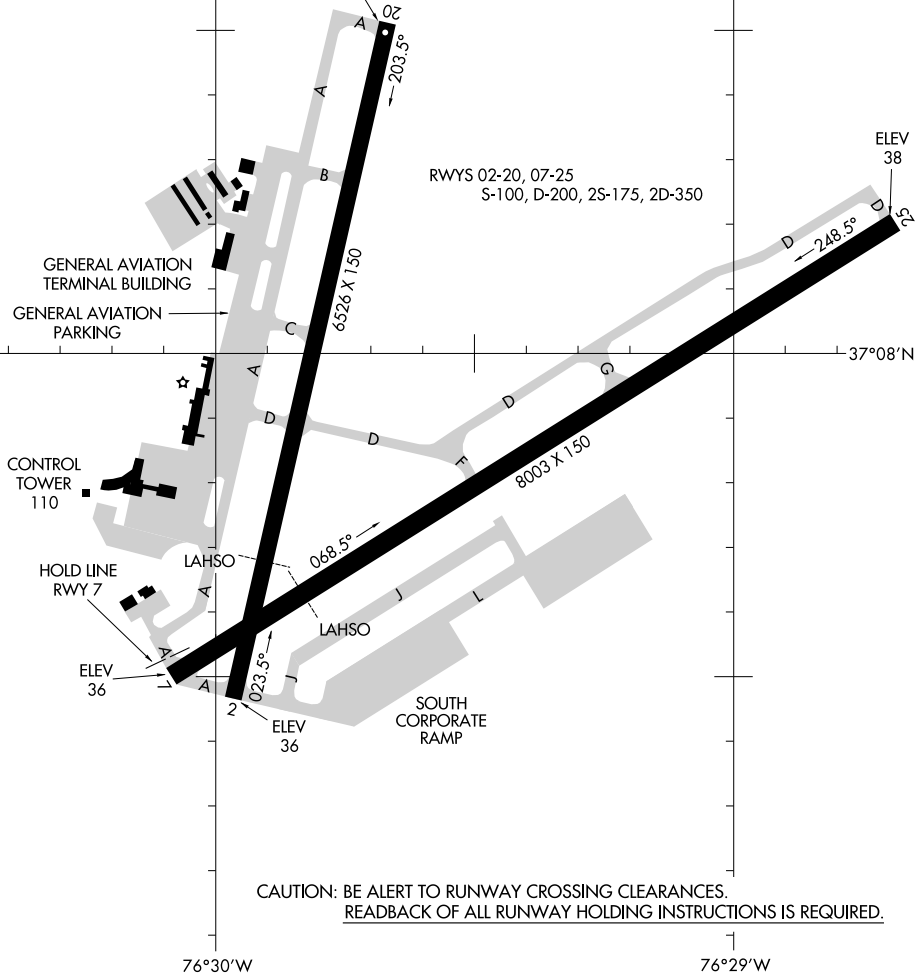 20
A
203.5°
A
ELEV
38
B
RWYS 02-20, 07-25
S-100, D-200, 2S-175, 2D-350
D
25
D
248.5°
GENERAL AVIATION
TERMINAL BUILDING
6526 X 150
GENERAL AVIATION
PARKING
C
37°08'N
A
G
D
D
D
F
8003 X 150
CONTROL
TOWER
110
068.5°
LAHSO
HOLD LINE
RWY 7
A
J
L
LAHSO
A
ELEV
36
7
A
023.5°
J
2
ELEV
36
SOUTH
CORPORATE
RAMP
CAUTION: BE ALERT TO RUNWAY CROSSING CLEARANCES.
READBACK OF ALL RUNWAY HOLDING INSTRUCTIONS IS REQUIRED.
76°30'W
76°29'W